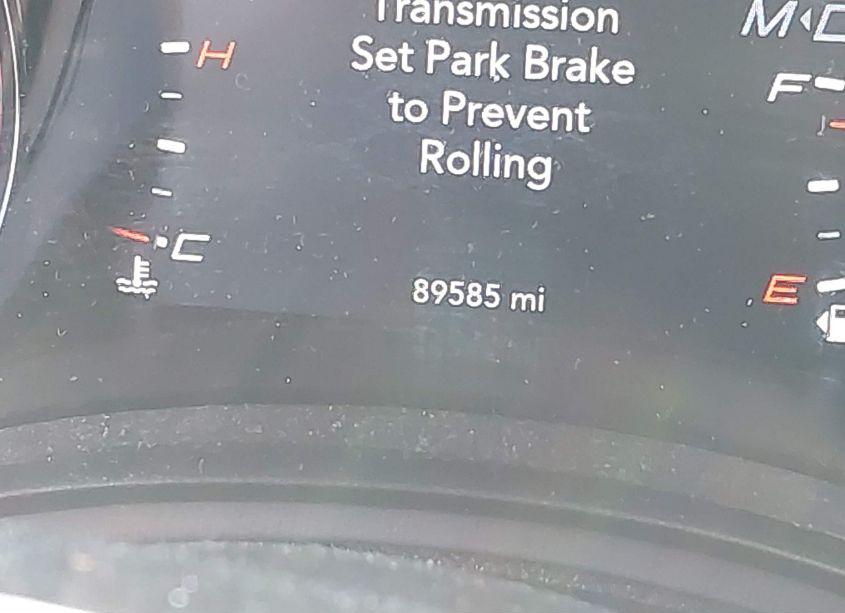 Transmission
Set Park Brake
to Prevent
Rolling
H
C
89585 mi
M
F
E